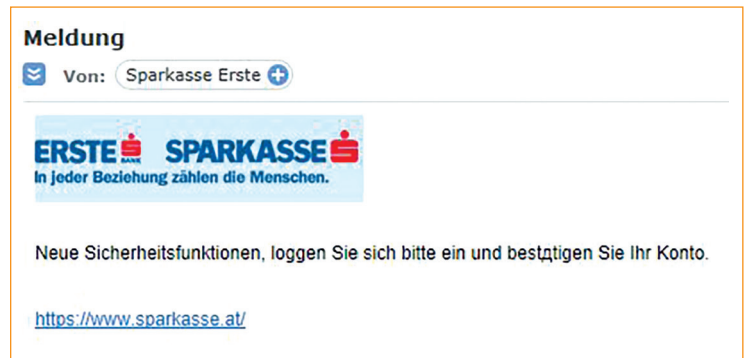 Meldung
Von: Sparkasse Erste
ERSTE BANK SPARKASSE
In jeder Beziehung zählen die Menschen.
Neue Sicherheitsfunktionen, loggen Sie sich bitte ein und bestдtigen Sie Ihr Konto.
https://www.sparkasse.at/